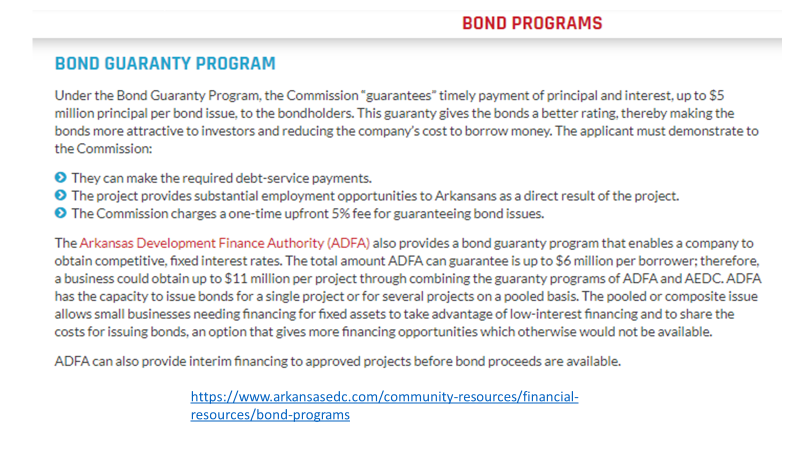 BOND PROGRAMS
BOND GUARANTY PROGRAM
Under the Bond Guaranty Program, the Commission "guarantees" timely payment of principal and interest, up to $5
million principal per bond issue, to the bondholders. This guaranty gives the bonds a better rating, thereby making the
bonds more attractive to investors and reducing the company's cost to borrow money. The applicant must demonstrate to
the Commission:
They can make the required debt-service payments.
The project provides substantial employment opportunities to Arkansans as a direct result of the project.
The Commission charges a one-time upfront 5% fee for guaranteeing bond issues.
The Arkansas Development Finance Authority (ADFA) also provides a bond guaranty program that enables a company to
obtain competitive, fixed interest rates. The total amount ADFA can guarantee is up to $6 million per borrower; therefore,
a business could obtain up to $11 million per project through combining the guaranty programs of ADFA and AEDC. ADFA
has the capacity to issue bonds for a single project or for several projects on a pooled basis. The pooled or composite issue
allows small businesses needing financing for fixed assets to take advantage of low-interest financing and to share the
costs for issuing bonds, an option that gives more financing opportunities which otherwise would not be available.
ADFA can also provide interim financing to approved projects before bond proceeds are available.
https://www.arkansasedc.com/community-resources/financial-
resources/bond-programs